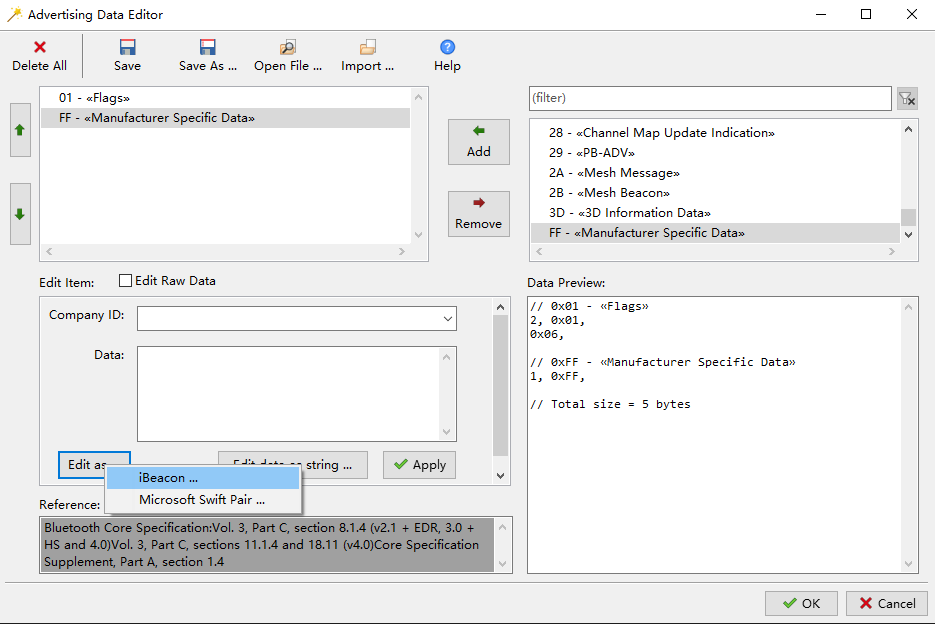 Advertising Data Editor
Delete All
Save
Save As ...
Open File ...
Import ...
Help
01 - «Flags»
FF - «Manufacturer Specific Data»
Add
Remove
(filter)
28 - «Channel Map Update Indication»
29 - «PB-ADV»
2A - «Mesh Message»
2B - «Mesh Beacon»
3D - «3D Information Data»
FF - «Manufacturer Specific Data»
Edit Item:
Edit Raw Data
Company ID:
Data:
Edit as
string ...
Apply
iBeacon ...
Microsoft Swift Pair ...
Reference:
Bluetooth Core Specification:Vol. 3, Part C, section 8.1.4 (v2.1 + EDR, 3.0 +
HS and 4.0)Vol. 3, Part C, sections 11.1.4 and 18.11 (v4.0)Core Specification
Supplement, Part A, section 1.4
Data Preview:
// 0x01 - «Flags»
2, 0x01,
0x06,
// 0xFF - «Manufacturer Specific Data»
1, 0xFF,
// Total size = 5 bytes
OK
Cancel